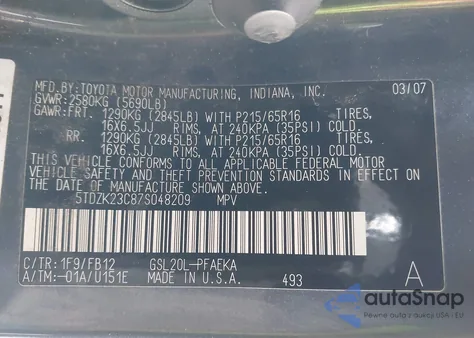 MFD.BY:TOYOTA MOTOR MANUFACTURING, INDIANA, INC. 03/07
GVWR:2580KG (5690LB)
GAWR:FRT. 1290KG (2845LB) WITH P215/65R16 TIRES,
16X6.5JJ RIMS, AT 240KPA (35PSI) COLD.
RR. 1290KG (2845LB) WITH P215/65R16 TIRES,
16X6.5JJ RIMS, AT 240KPA (35PSI) COLD.
THIS VEHICLE CONFORMS TO ALL APPLICABLE FEDERAL MOTOR
VEHICLE SAFETY AND THEFT PREVENTION STANDARDS IN EFFECT
ON THE DATE OF MANUFACTURE SHOWN ABOVE.
5TDZK23C87S048209 MPV
C/TR:1F9/FB12 GSL20L-PFAEKA
A/TM:-01A/U151E MADE IN U.S.A. 493 A
autoSnap
Pewne auto z USA i EU